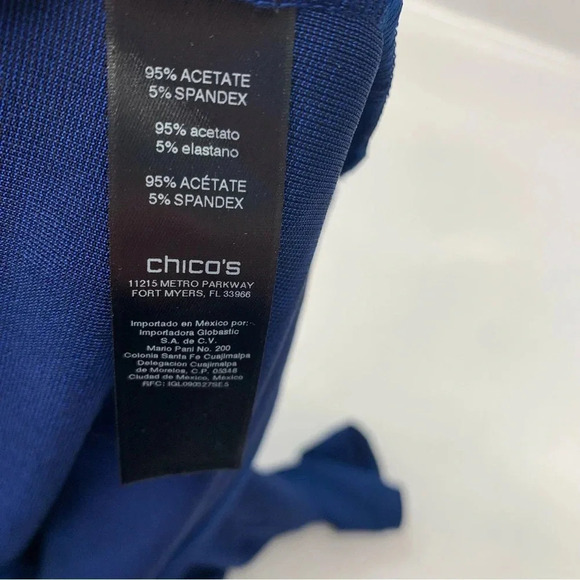 95% ACETATE
5% SPANDEX
95% acetato
5% elastano
95% ACÉTATE
5% SPANDEX
chico's
11215 METRO PARKWAY
FORT MYERS, FL 33966
Importado en Mexico por:
Importadora Globastic
S.A. de C.V.
Mario Pani No. 200
Colonia Santa Fe Cuajimalpa
Delegacion Cuajimalpa
de Morelos, C.P. 05348
Ciudad de Mexico, Mexico
RFC: IGL090527SE5